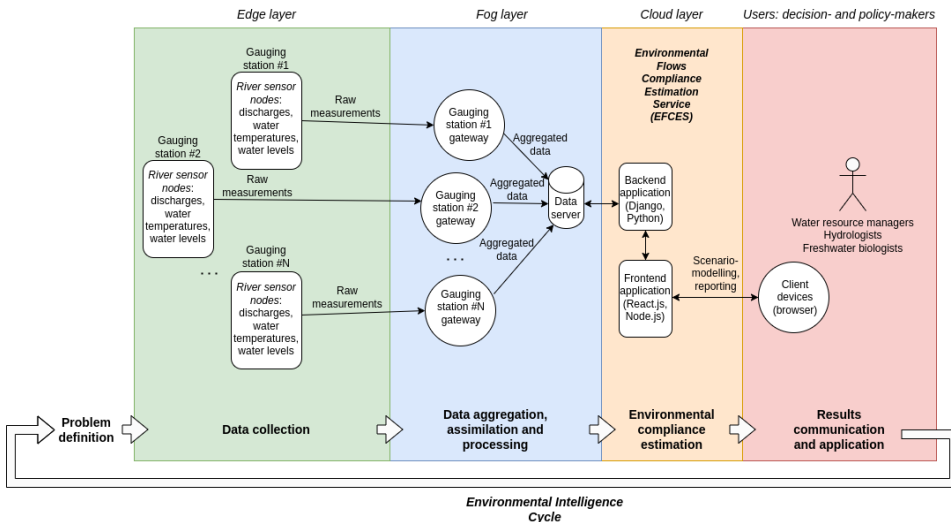 Edge layer
Fog layer
Cloud layer
Users: decision- and policy-makers
Gauging
station #1
River sensor
nodes:
discharges,
water
temperatures,
water levels
Raw
measurements
Gauging
station #1
gateway
Aggregated
data
Environmental
Flows
Compliance
Estimation
Service
(EFCES)
Gauging
station #2
River sensor
nodes:
discharges,
water
temperatures,
water levels
Raw
measurements
Gauging
station #2
gateway
Aggregated
data
Data
server
Backend
application
(Django,
Python)
Water resource managers
Hydrologists
Freshwater biologists
. . .
Gauging
station #N
River sensor
nodes:
discharges,
water
temperatures,
water levels
Raw
measurements
. . .
Gauging
station #N
gateway
Aggregated
data
Frontend
application
(React.js,
Node.js)
Scenario-
modelling,
reporting
Client
devices
(browser)
Problem
definition
Data collection
Data aggregation,
assimilation and
processing
Environmental
compliance
estimation
Results
communication
and application
Environmental Intelligence
Cycle